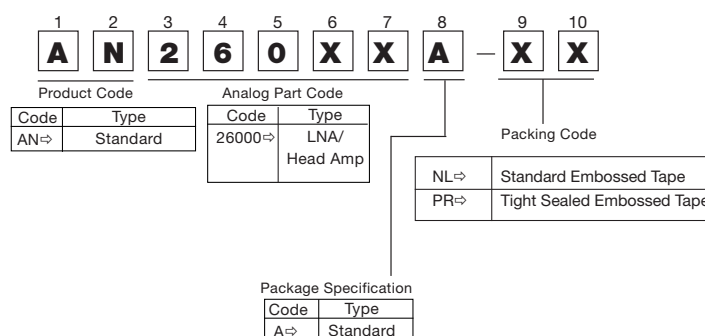 1 2 3 4 5 6 7 8 9 10
A N 2 6 0 X X A – X X
Product Code
Code Type
AN⇨ Standard
Analog Part Code
Code Type
26000⇨ LNA/
Head Amp
Packing Code
NL⇨ Standard Embossed Tape
PR⇨ Tight Sealed Embossed Tape
Package Specification
Code Type
A⇨ Standard